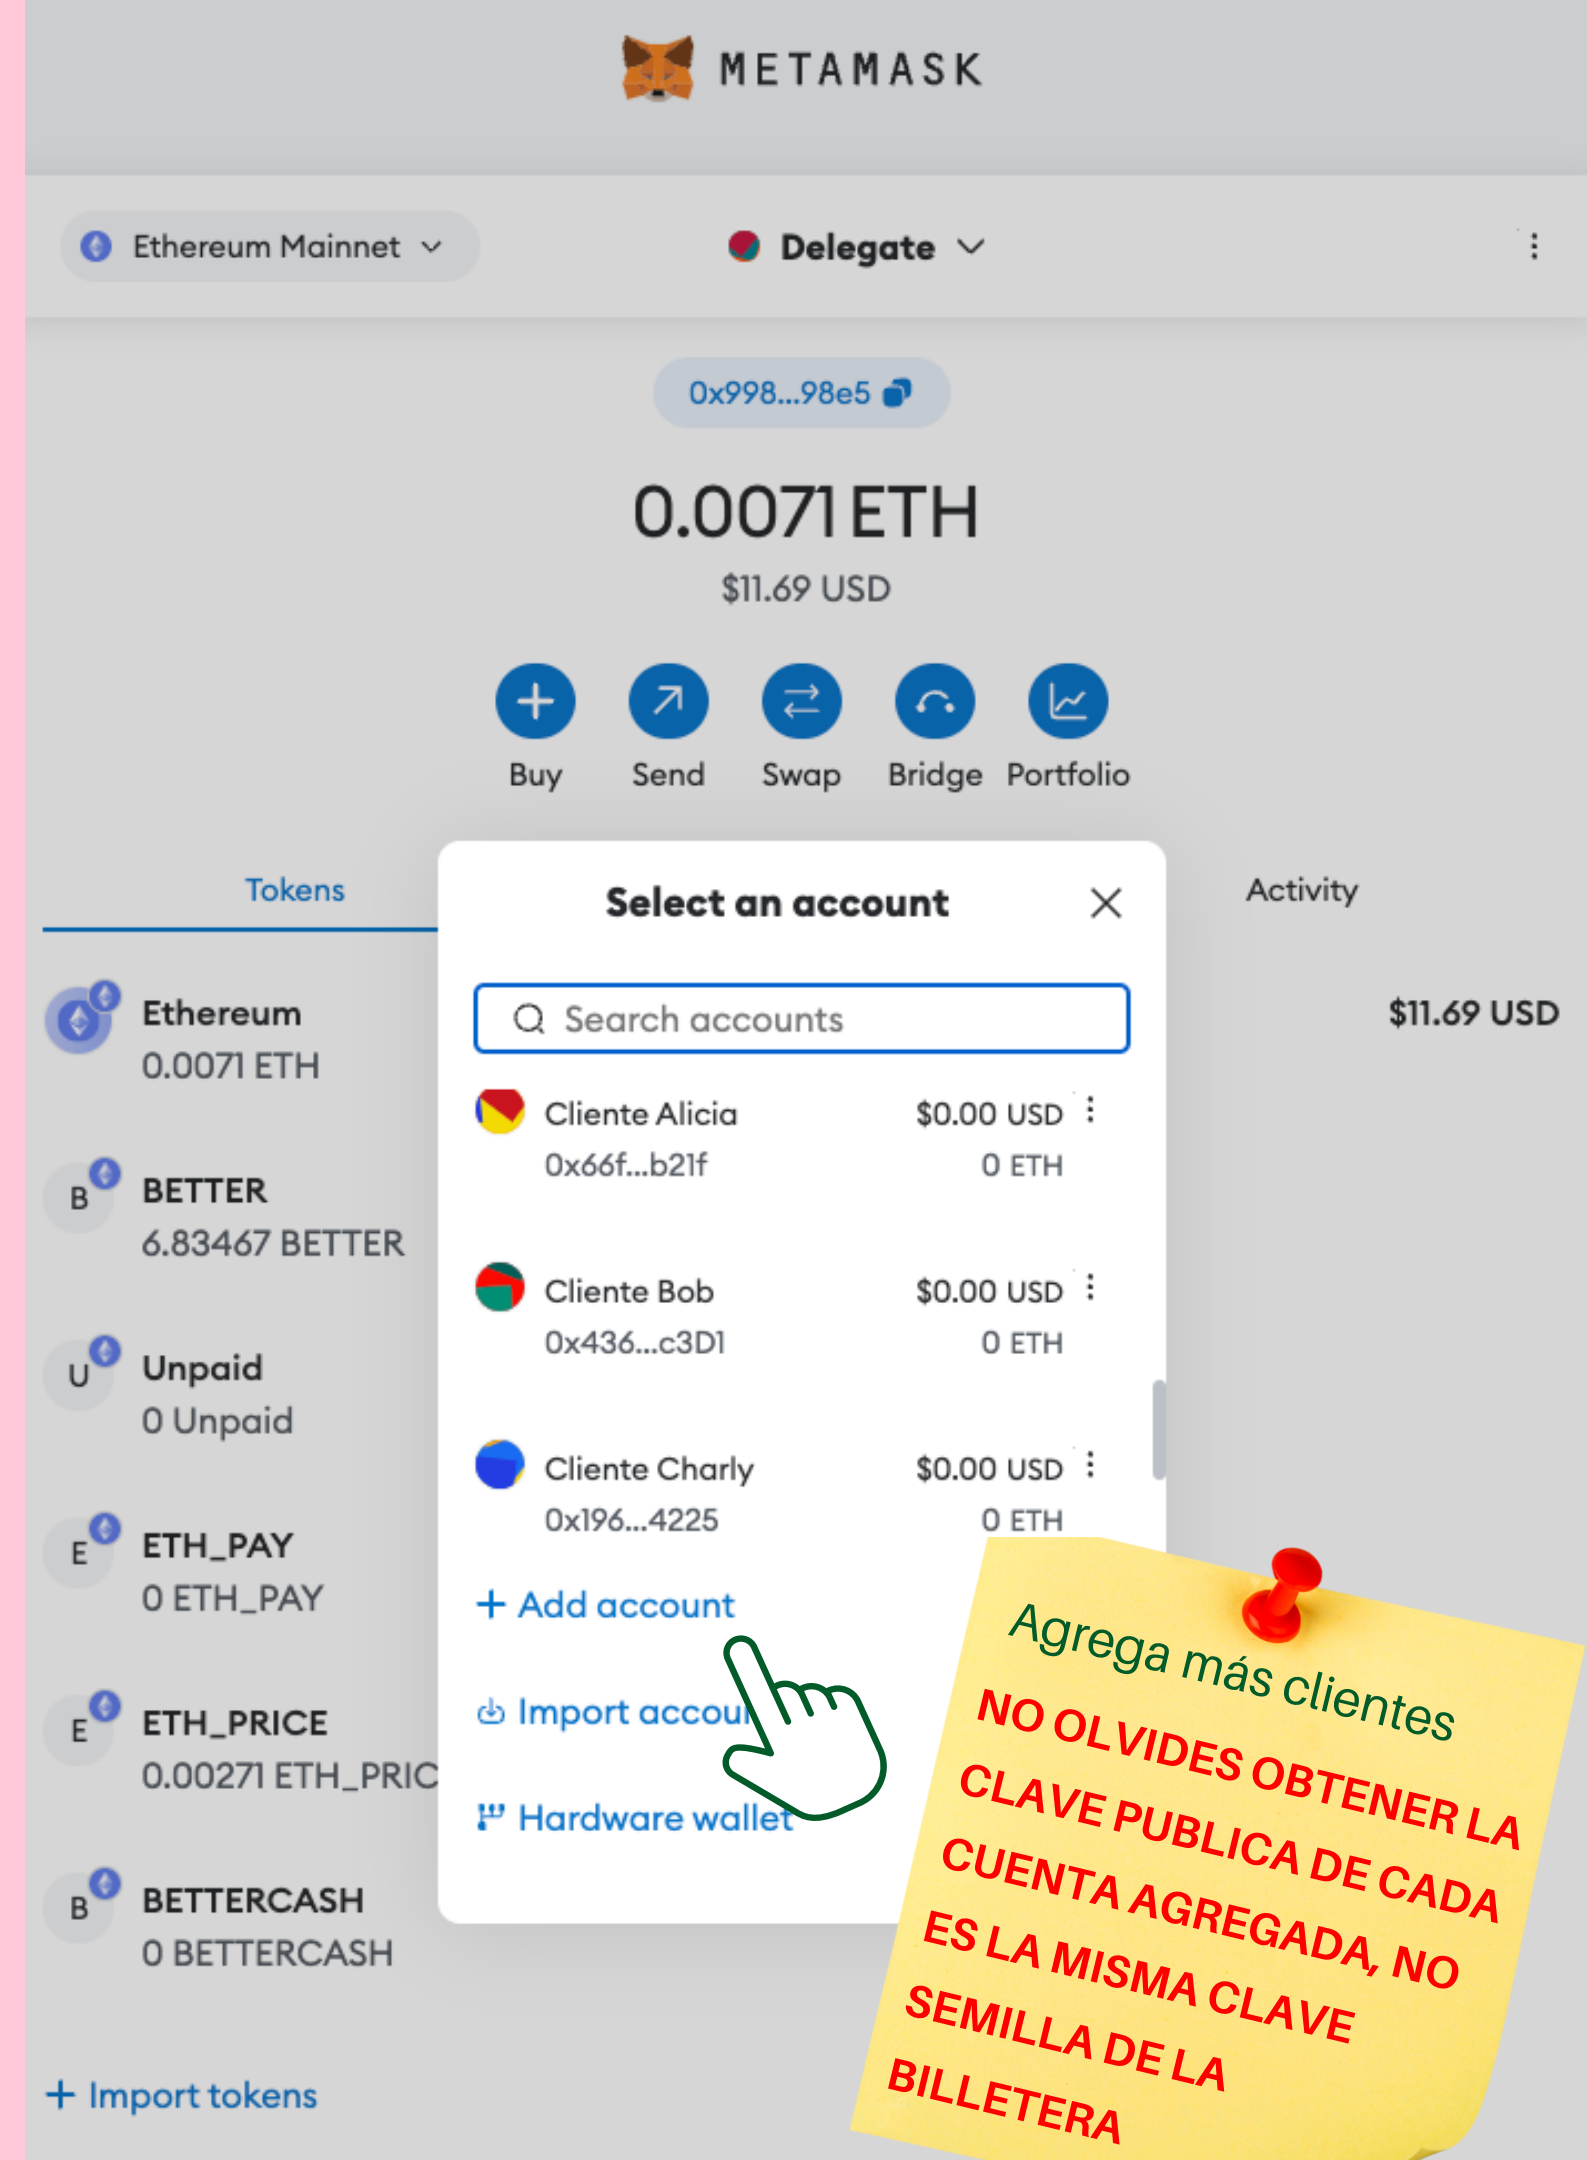 METAMASK
Ethereum Mainnet
Delegate
0x998...98e5
0.0071 ETH
$11.69 USD
Buy
Send
Swap
Bridge
Portfolio
Tokens
Activity
Ethereum
0.0071 ETH
$11.69 USD
B
BETTER
6.83467 BETTER
U
Unpaid
0 Unpaid
E
ETH_PAY
0 ETH_PAY
E
ETH_PRICE
0.00271 ETH_PRIC
B
BETTERCASH
0 BETTERCASH
+ Import tokens
Select an account
Search accounts
Cliente Alicia
$0.00 USD
0x66f...b21f
0 ETH
Cliente Bob
$0.00 USD
0x436...c3D1
0 ETH
Cliente Charly
$0.00 USD
0x196...4225
0 ETH
+ Add account
Import accoun
Hardware wallet
Agrega más clientes
NO OLVIDES OBTENER LA
CLAVE PUBLICA DE CADA
CUENTA AGREGADA, NO
ES LA MISMA CLAVE
SEMILLA DE LA
BILLETERA